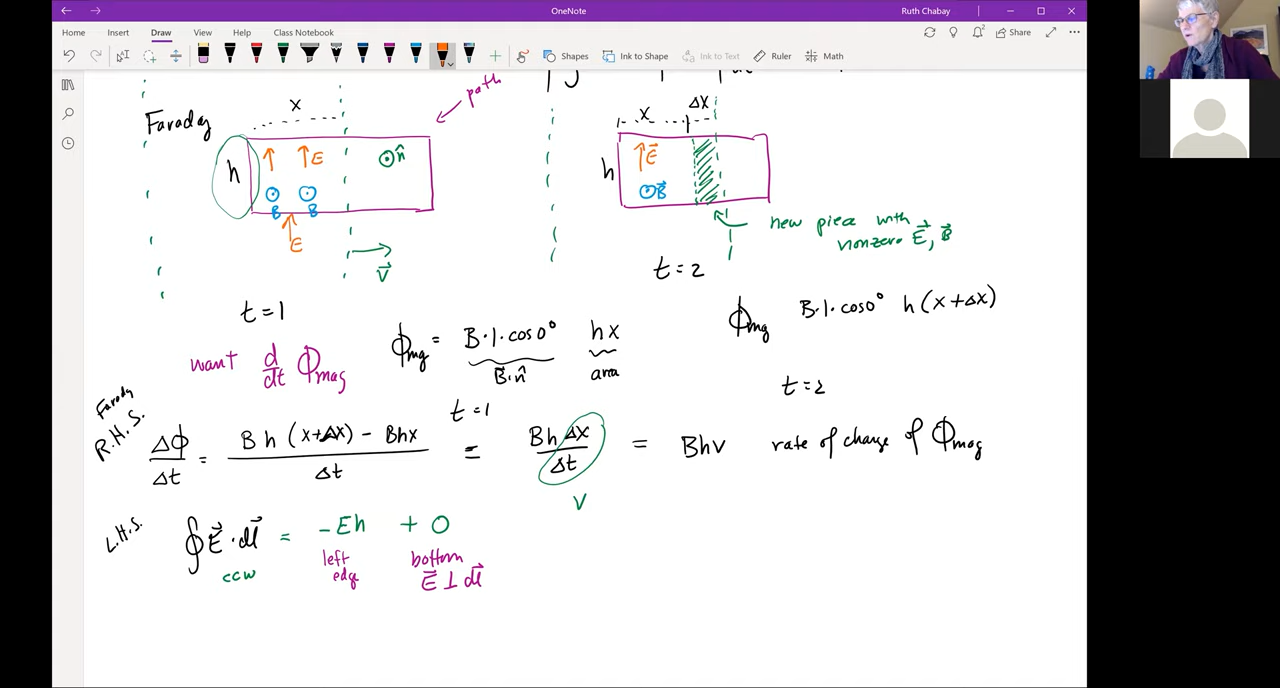 OneNote
Ruth Chabay
Home Insert Draw View Help Class Notebook
Share
Shapes Ink to Shape Ink to Text Ruler Math
path
Faraday
x
h
E
n̂
B B
E
v⃗
t=1
x Δx
h
E⃗
B⃗
new piece with
nonzero E⃗, B⃗
t=2
want d/dt Φmag
Φmg = B·1·cos0° hx
B⃗·n̂ area
t=1
Φmg B·1·cos0° h(x+Δx)
t=2
Faraday
R.H.S.
ΔΦ/Δt = (Bh(x+Δx) - Bhx)/Δt = BhΔx/Δt = Bhv rate of change of Φmag
v
L.H.S. ∮E⃗·dl⃗ = -Eh + 0
ccw left edge bottom
E⃗ ⊥ dl⃗